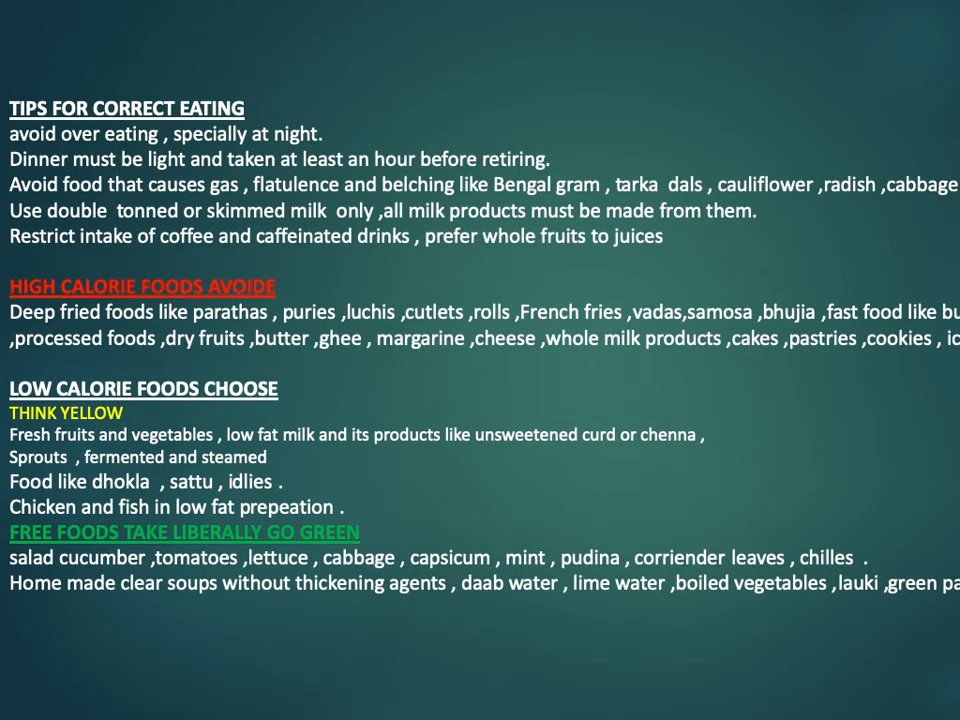 TIPS FOR CORRECT EATING
avoid over eating , specially at night.
Dinner must be light and taken at least an hour before retiring.
Avoid food that causes gas , flatulence and belching like Bengal gram , tarka dals , cauliflower ,radish ,cabbage
Use double tonned or skimmed milk only ,all milk products must be made from them.
Restrict intake of coffee and caffeinated drinks , prefer whole fruits to juices
HIGH CALORIE FOODS AVOIDE
Deep fried foods like parathas , puries ,luchis ,cutlets ,rolls ,French fries ,vadas,samosa ,bhujia ,fast food like
,processed foods ,dry fruits ,butter ,ghee , margarine ,cheese ,whole milk products ,cakes ,pastries ,cookies ,
LOW CALORIE FOODS CHOOSE
THINK YELLOW
Fresh fruits and vegetables , low fat milk and its products like unsweetened curd or chenna ,
Sprouts , fermented and steamed
Food like dhokla , sattu , idlies .
Chicken and fish in low fat prepeation .
FREE FOODS TAKE LIBERALLY GO GREEN
salad cucumber ,tomatoes ,lettuce , cabbage , capsicum , mint , pudina , corriender leaves , chilles .
Home made clear soups without thickening agents , daab water , lime water ,boiled vegetables ,lauki ,green